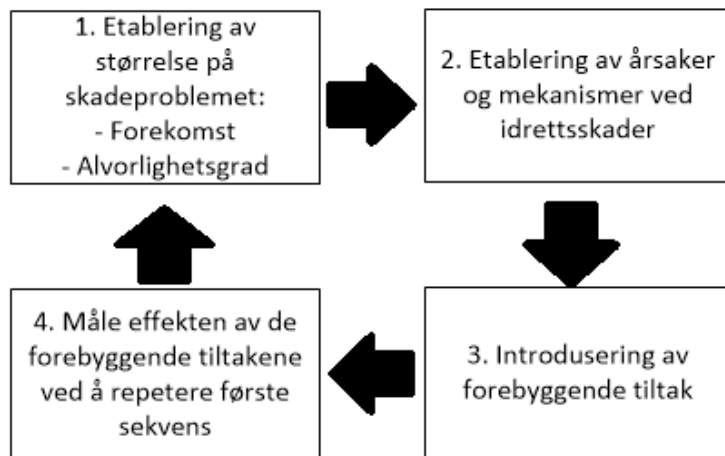 1. Etablering av
størrelse på
skadeproblemet:
- Forekomst
- Alvorlighetsgrad
2. Etablering av årsaker
og mekanismer ved
idrettsskader
3. Introdusering av
forebyggende tiltak
4. Måle effekten av de
forebyggende tiltakene
ved å repetere første
sekvens